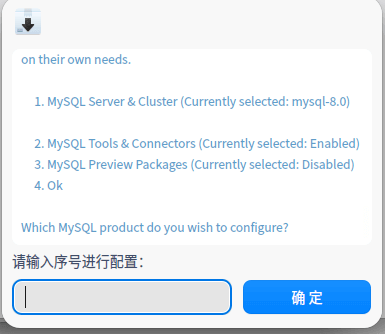 on their own needs.
1. MySQL Server & Cluster (Currently selected: mysql-8.0)
2. MySQL Tools & Connectors (Currently selected: Enabled)
3. MySQL Preview Packages (Currently selected: Disabled)
4. Ok
Which MySQL product do you wish to configure?
请输入序号进行配置：
确 定